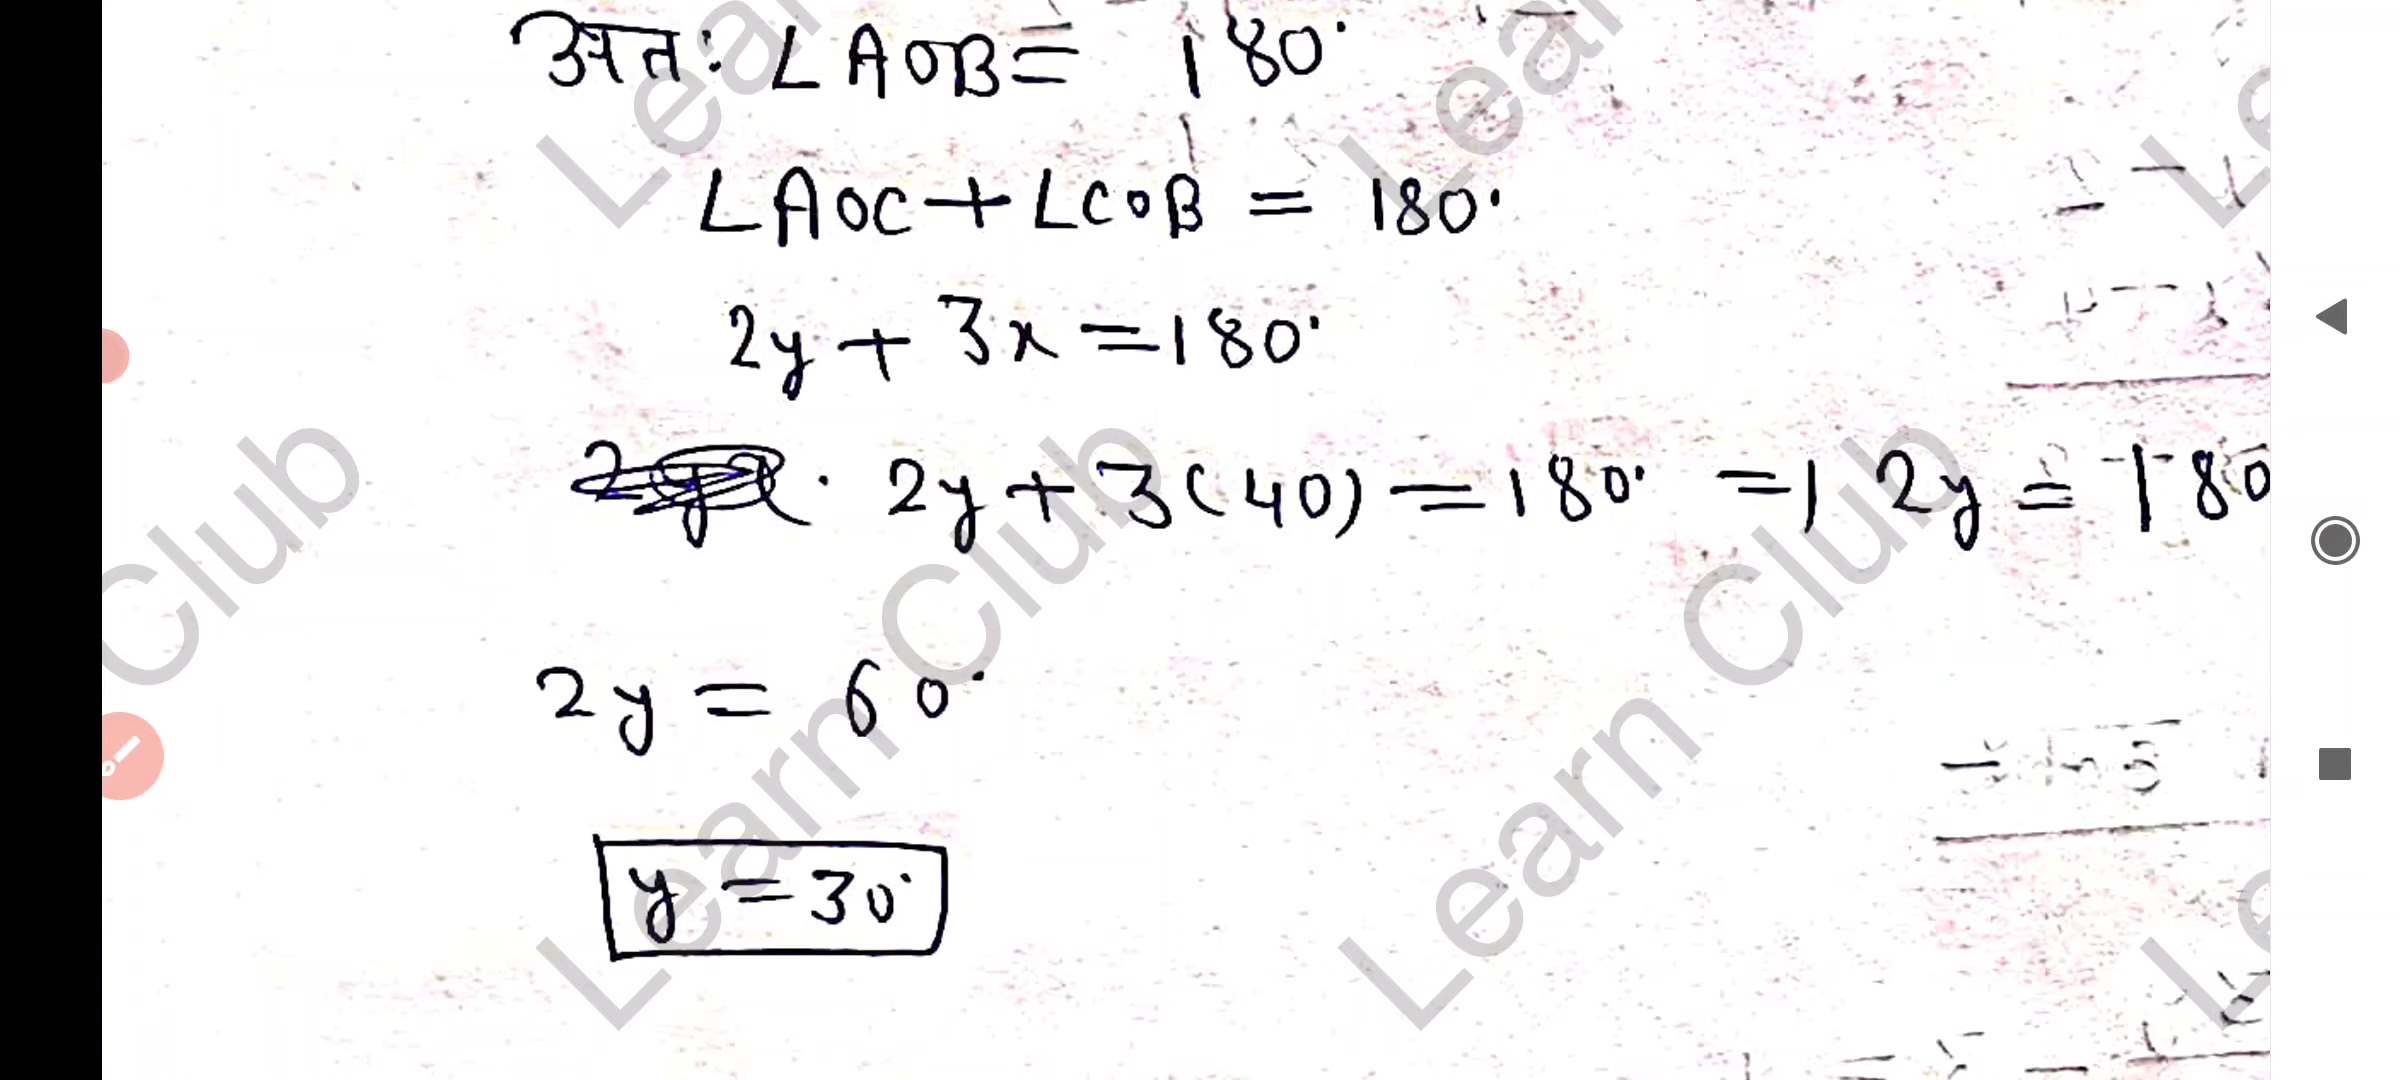 अतः ∠AOB = 180°
∠AOC + ∠COB = 180°
2y + 3x = 180°
2y + 3(40) = 180° ⇒ 2y = 180
2y = 60°
y = 30°
Learn Club